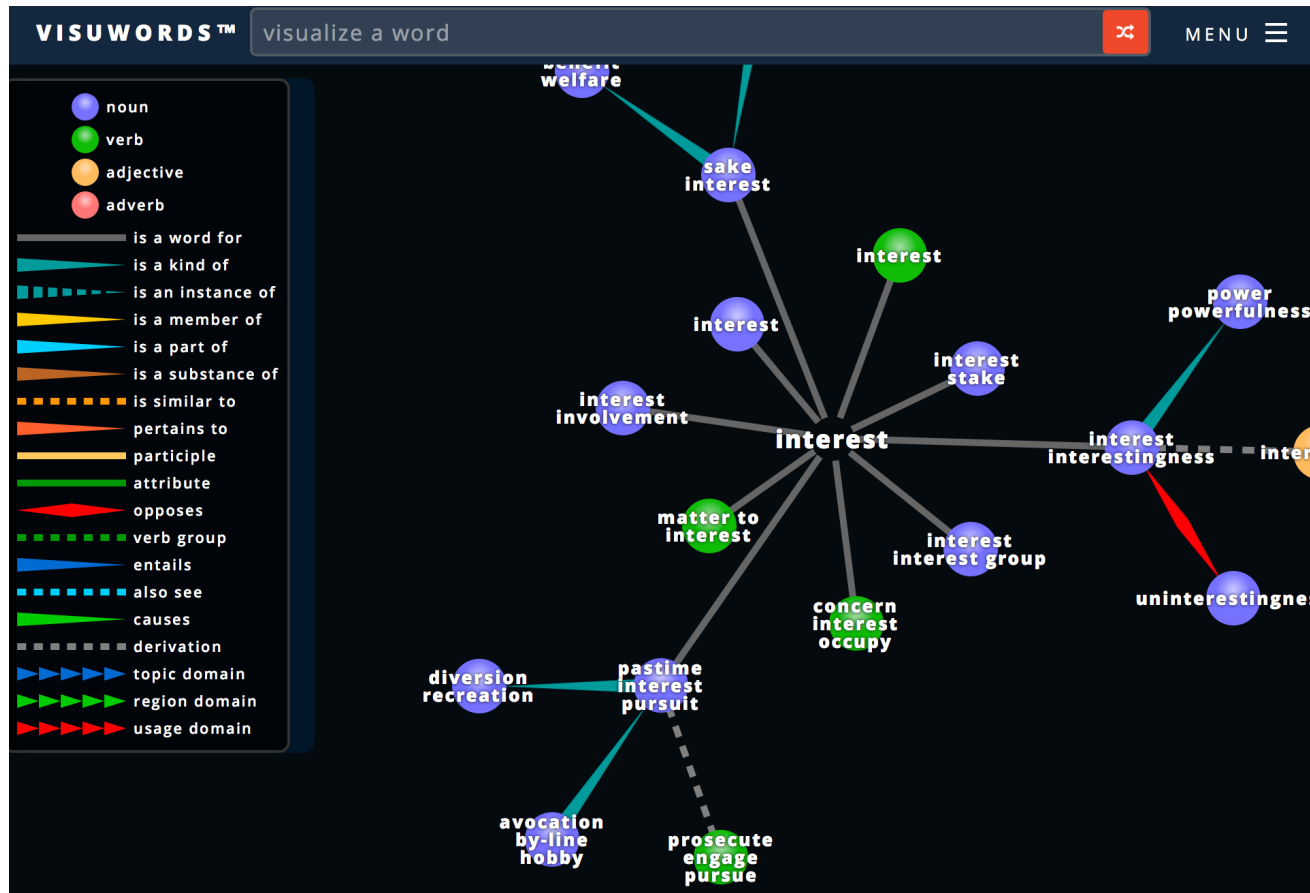 VISUWORDS™
visualize a word
MENU
noun
verb
adjective
adverb
is a word for
is a kind of
is an instance of
is a member of
is a part of
is a substance of
is similar to
pertains to
participle
attribute
opposes
verb group
entails
also see
causes
derivation
topic domain
region domain
usage domain
benefit
welfare
sake
interest
interest
interest
power
powerfulness
interest
stake
interest
involvement
interest
interest
interestingness
matter to
interest
interest
interest group
concern
interest
occupy
diversion
recreation
pastime
interest
pursuit
avocation
by-line
hobby
prosecute
engage
pursue